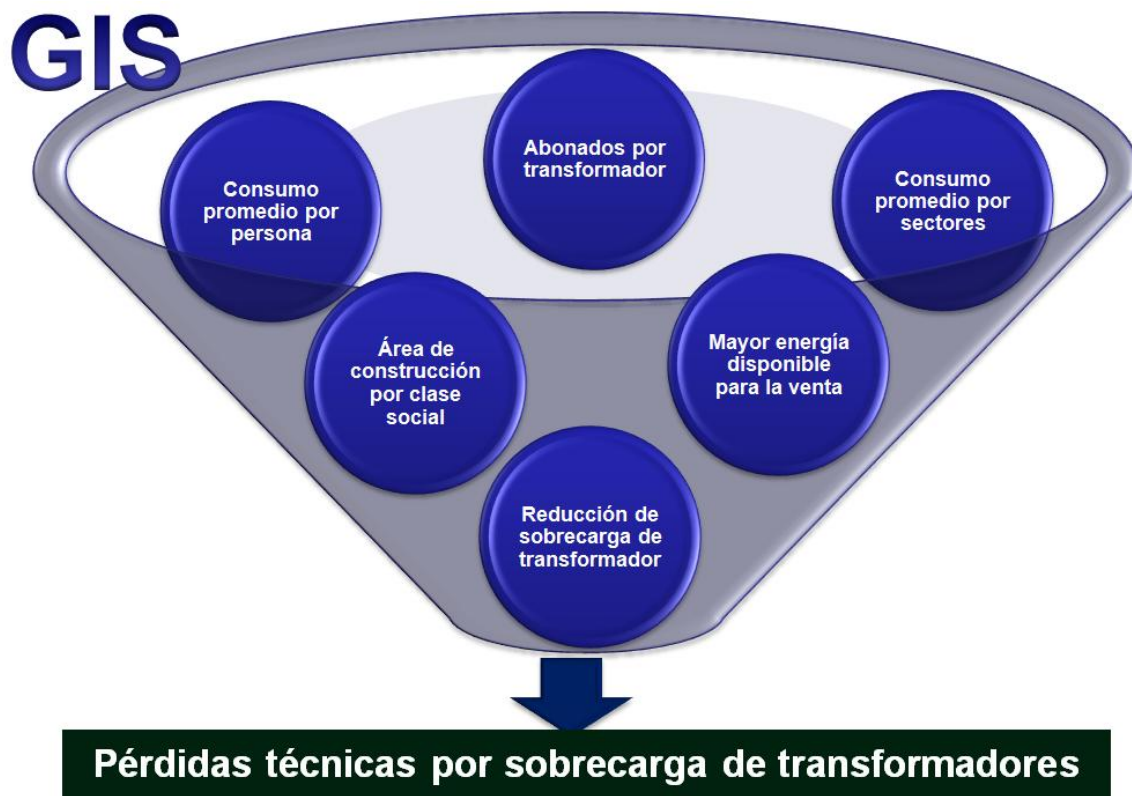 GIS
Abonados por
transformador
Consumo
promedio por
persona
Consumo
promedio por
sectores
Área de
construcción
por clase
social
Mayor energía
disponible
para la venta
Reducción de
sobrecarga de
transformador
Pérdidas técnicas por sobrecarga de transformadores